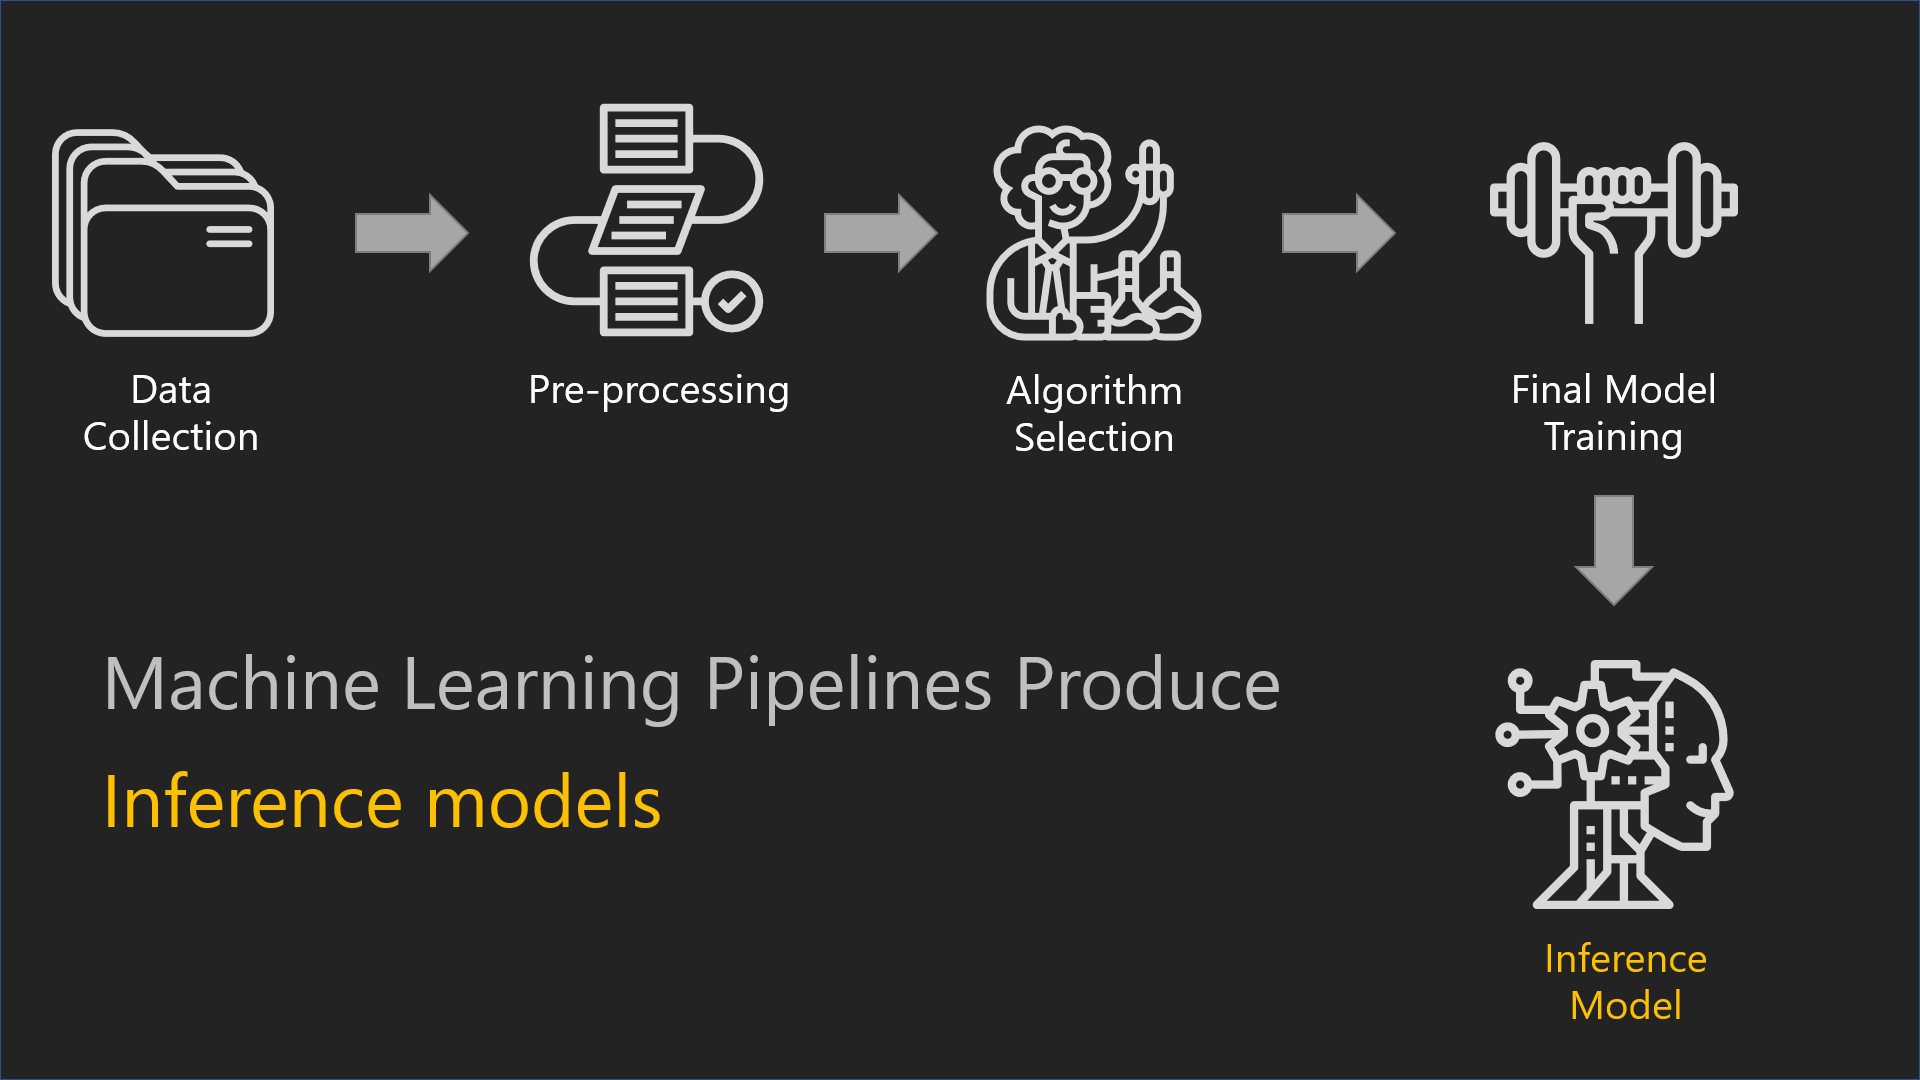 Data
Collection
Pre-processing
Algorithm
Selection
Final Model
Training
Machine Learning Pipelines Produce
Inference models
Inference
Model